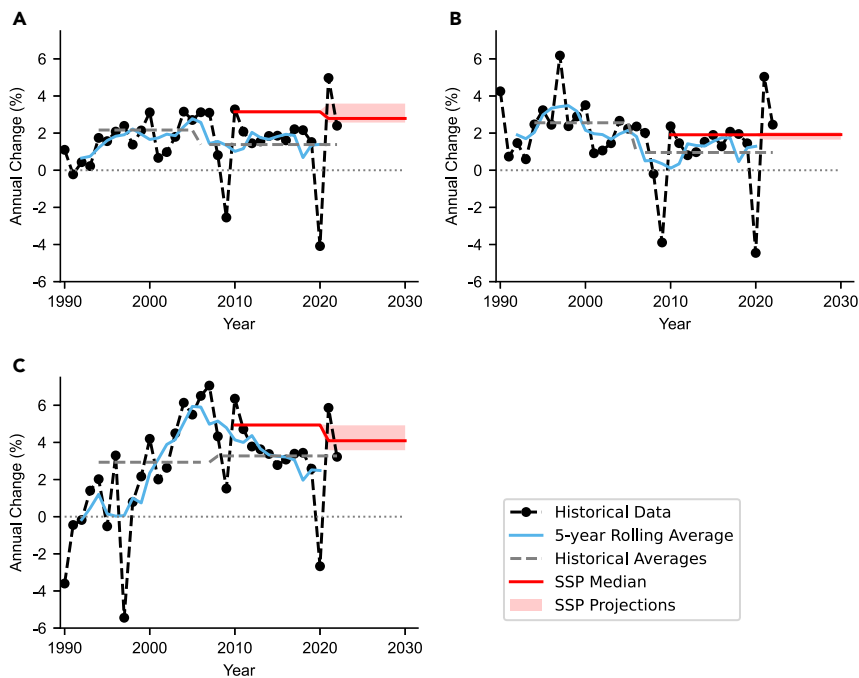 A
Annual Change (%)
6
4
2
0
-2
-4
-6
1990
2000
2010
2020
2030
Year
B
Annual Change (%)
6
4
2
0
-2
-4
-6
1990
2000
2010
2020
2030
Year
C
Annual Change (%)
6
4
2
0
-2
-4
-6
1990
2000
2010
2020
2030
Year
Historical Data
5-year Rolling Average
Historical Averages
SSP Median
SSP Projections